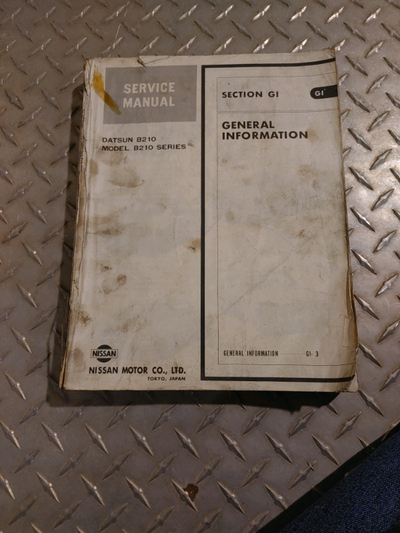 SERVICE
MANUAL
DATSUN B210
MODEL B210 SERIES
NISSAN
NISSAN MOTOR CO., LTD.
TOKYO, JAPAN
SECTION GI
GI
GENERAL
INFORMATION
GENERAL INFORMATION GI- 3